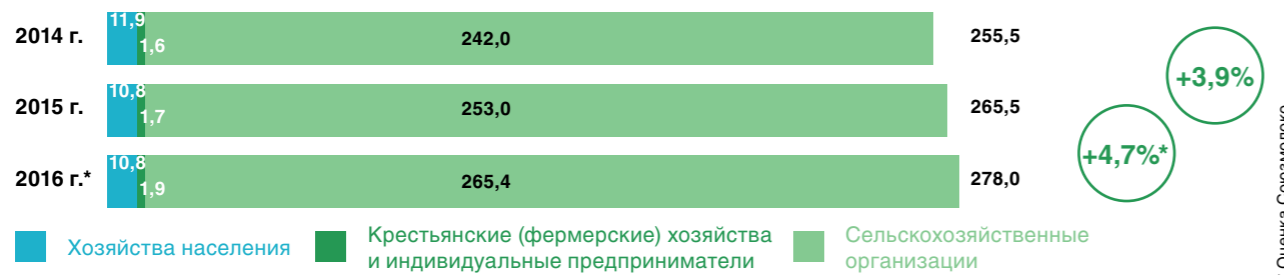 2014 г. 11,9 1,6 242,0 255,5
+3,9%
2015 г. 10,8 1,7 253,0 265,5
+4,7%*
2016 г.* 10,8 1,9 265,4 278,0
Хозяйства населения
Крестьянские (фермерские) хозяйства
и индивидуальные предприниматели
Сельскохозяйственные
организации
Оценка Союзмолоко